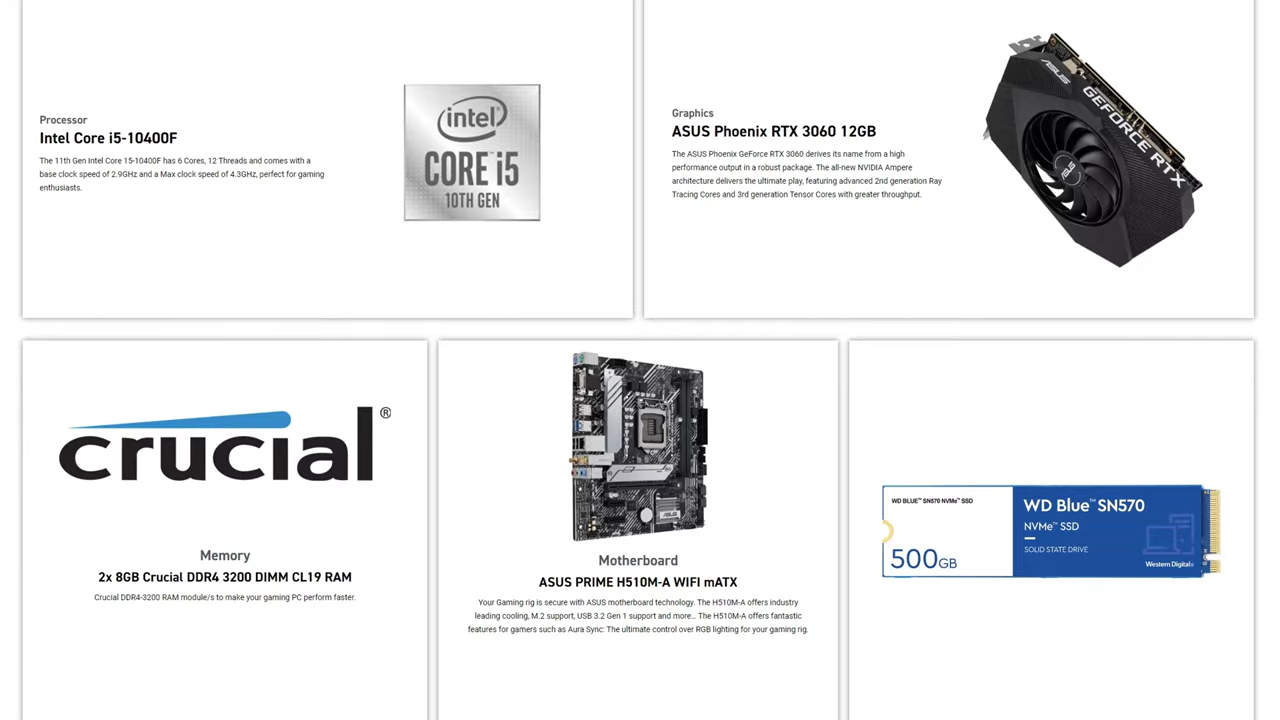 Processor
Intel Core i5-10400F
The 11th Gen Intel Core 15-10400F has 6 Cores, 12 Threads and comes with a
base clock speed of 2.9GHz and a Max clock speed of 4.3GHz, perfect for gaming
enthusiasts.
intel®
CORE™ i5
10TH GEN
Graphics
ASUS Phoenix RTX 3060 12GB
The ASUS Phoenix GeForce RTX 3060 derives its name from a high
performance output in a robust package. The all-new NVIDIA Ampere
architecture delivers the ultimate play, featuring advanced 2nd generation Ray
Tracing Cores and 3rd generation Tensor Cores with greater throughput.
ASUS
GEFORCE RTX
ASUS
crucial®
Memory
2x 8GB Crucial DDR4 3200 DIMM CL19 RAM
Crucial DDR4-3200 RAM module/s to make your gaming PC perform faster.
ASUS
Motherboard
ASUS PRIME H510M-A WIFI mATX
Your Gaming rig is secure with ASUS motherboard technology. The H510M-A offers industry
leading cooling, M.2 support, USB 3.2 Gen 1 support and more... The H510M-A offers fantastic
features for gamers such as Aura Sync: The ultimate control over RGB lighting for your gaming rig.
WD BLUE™ SN570 NVMe™ SSD
500GB
WD Blue™ SN570
NVMe™ SSD
SOLID STATE DRIVE
Western Digital®